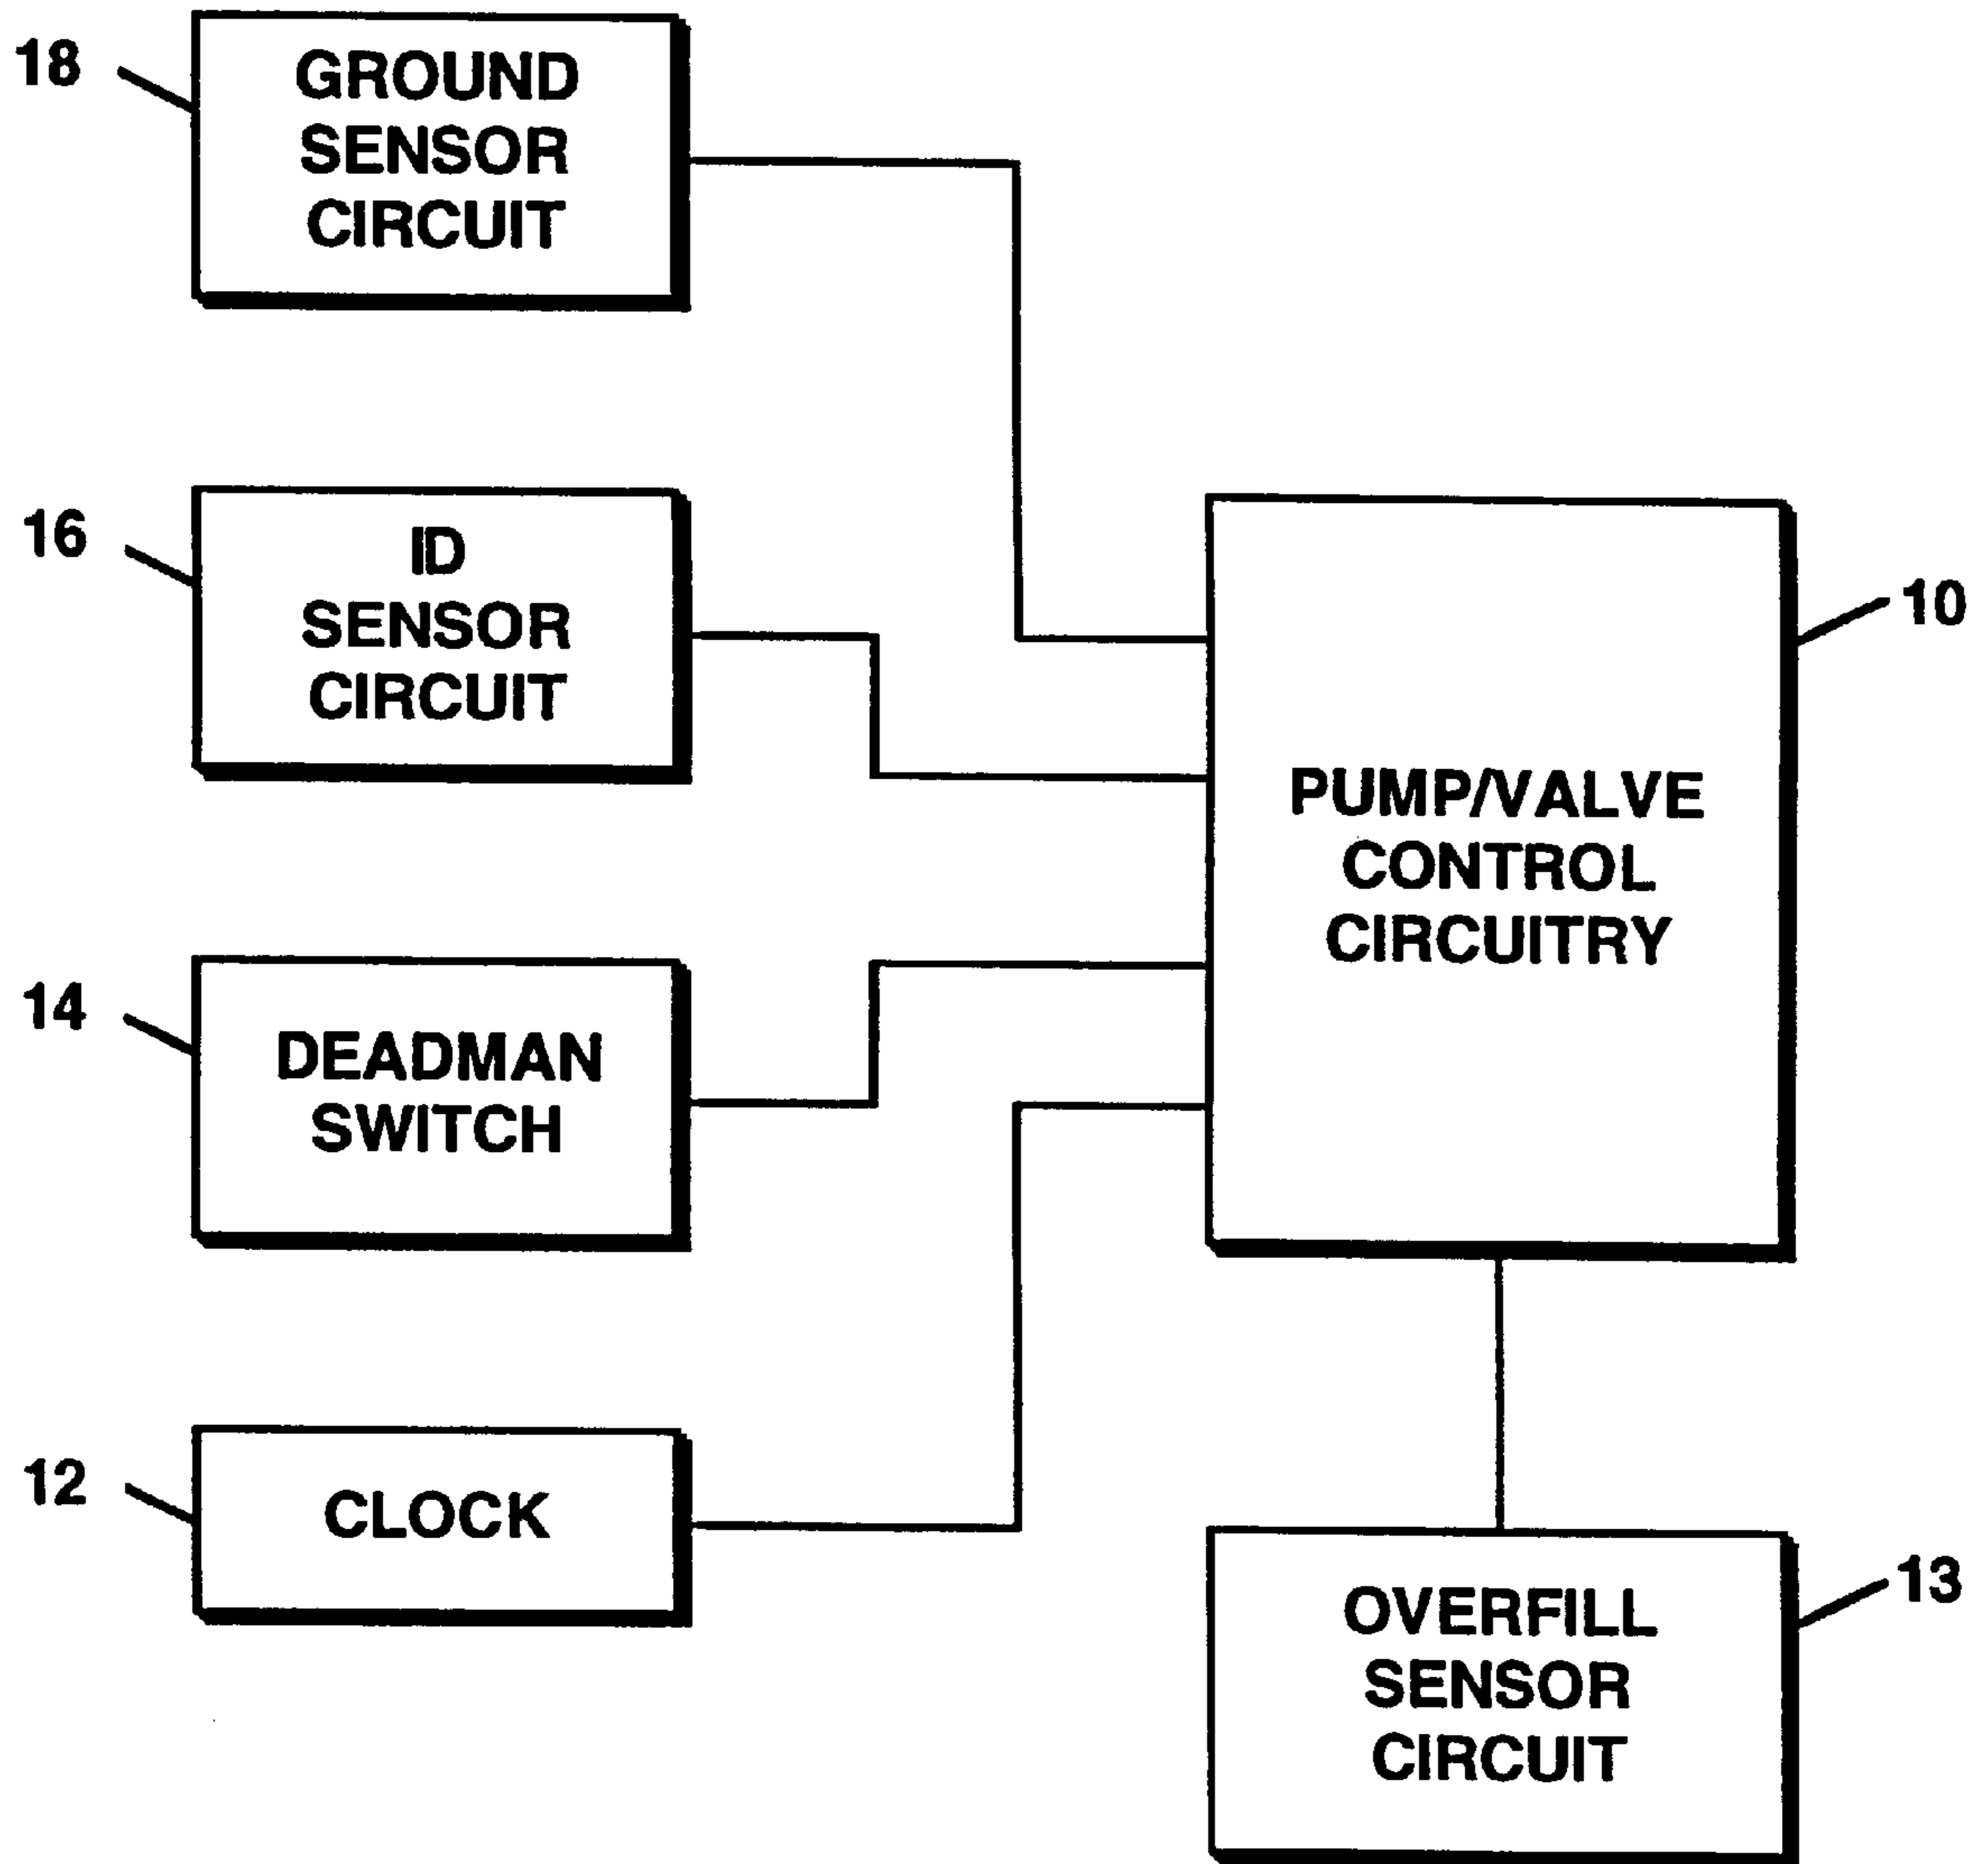 18
GROUND
SENSOR
CIRCUIT
16
ID
SENSOR
CIRCUIT
10
PUMP/VALVE
CONTROL
CIRCUITRY
14
DEADMAN
SWITCH
12
CLOCK
13
OVERFILL
SENSOR
CIRCUIT